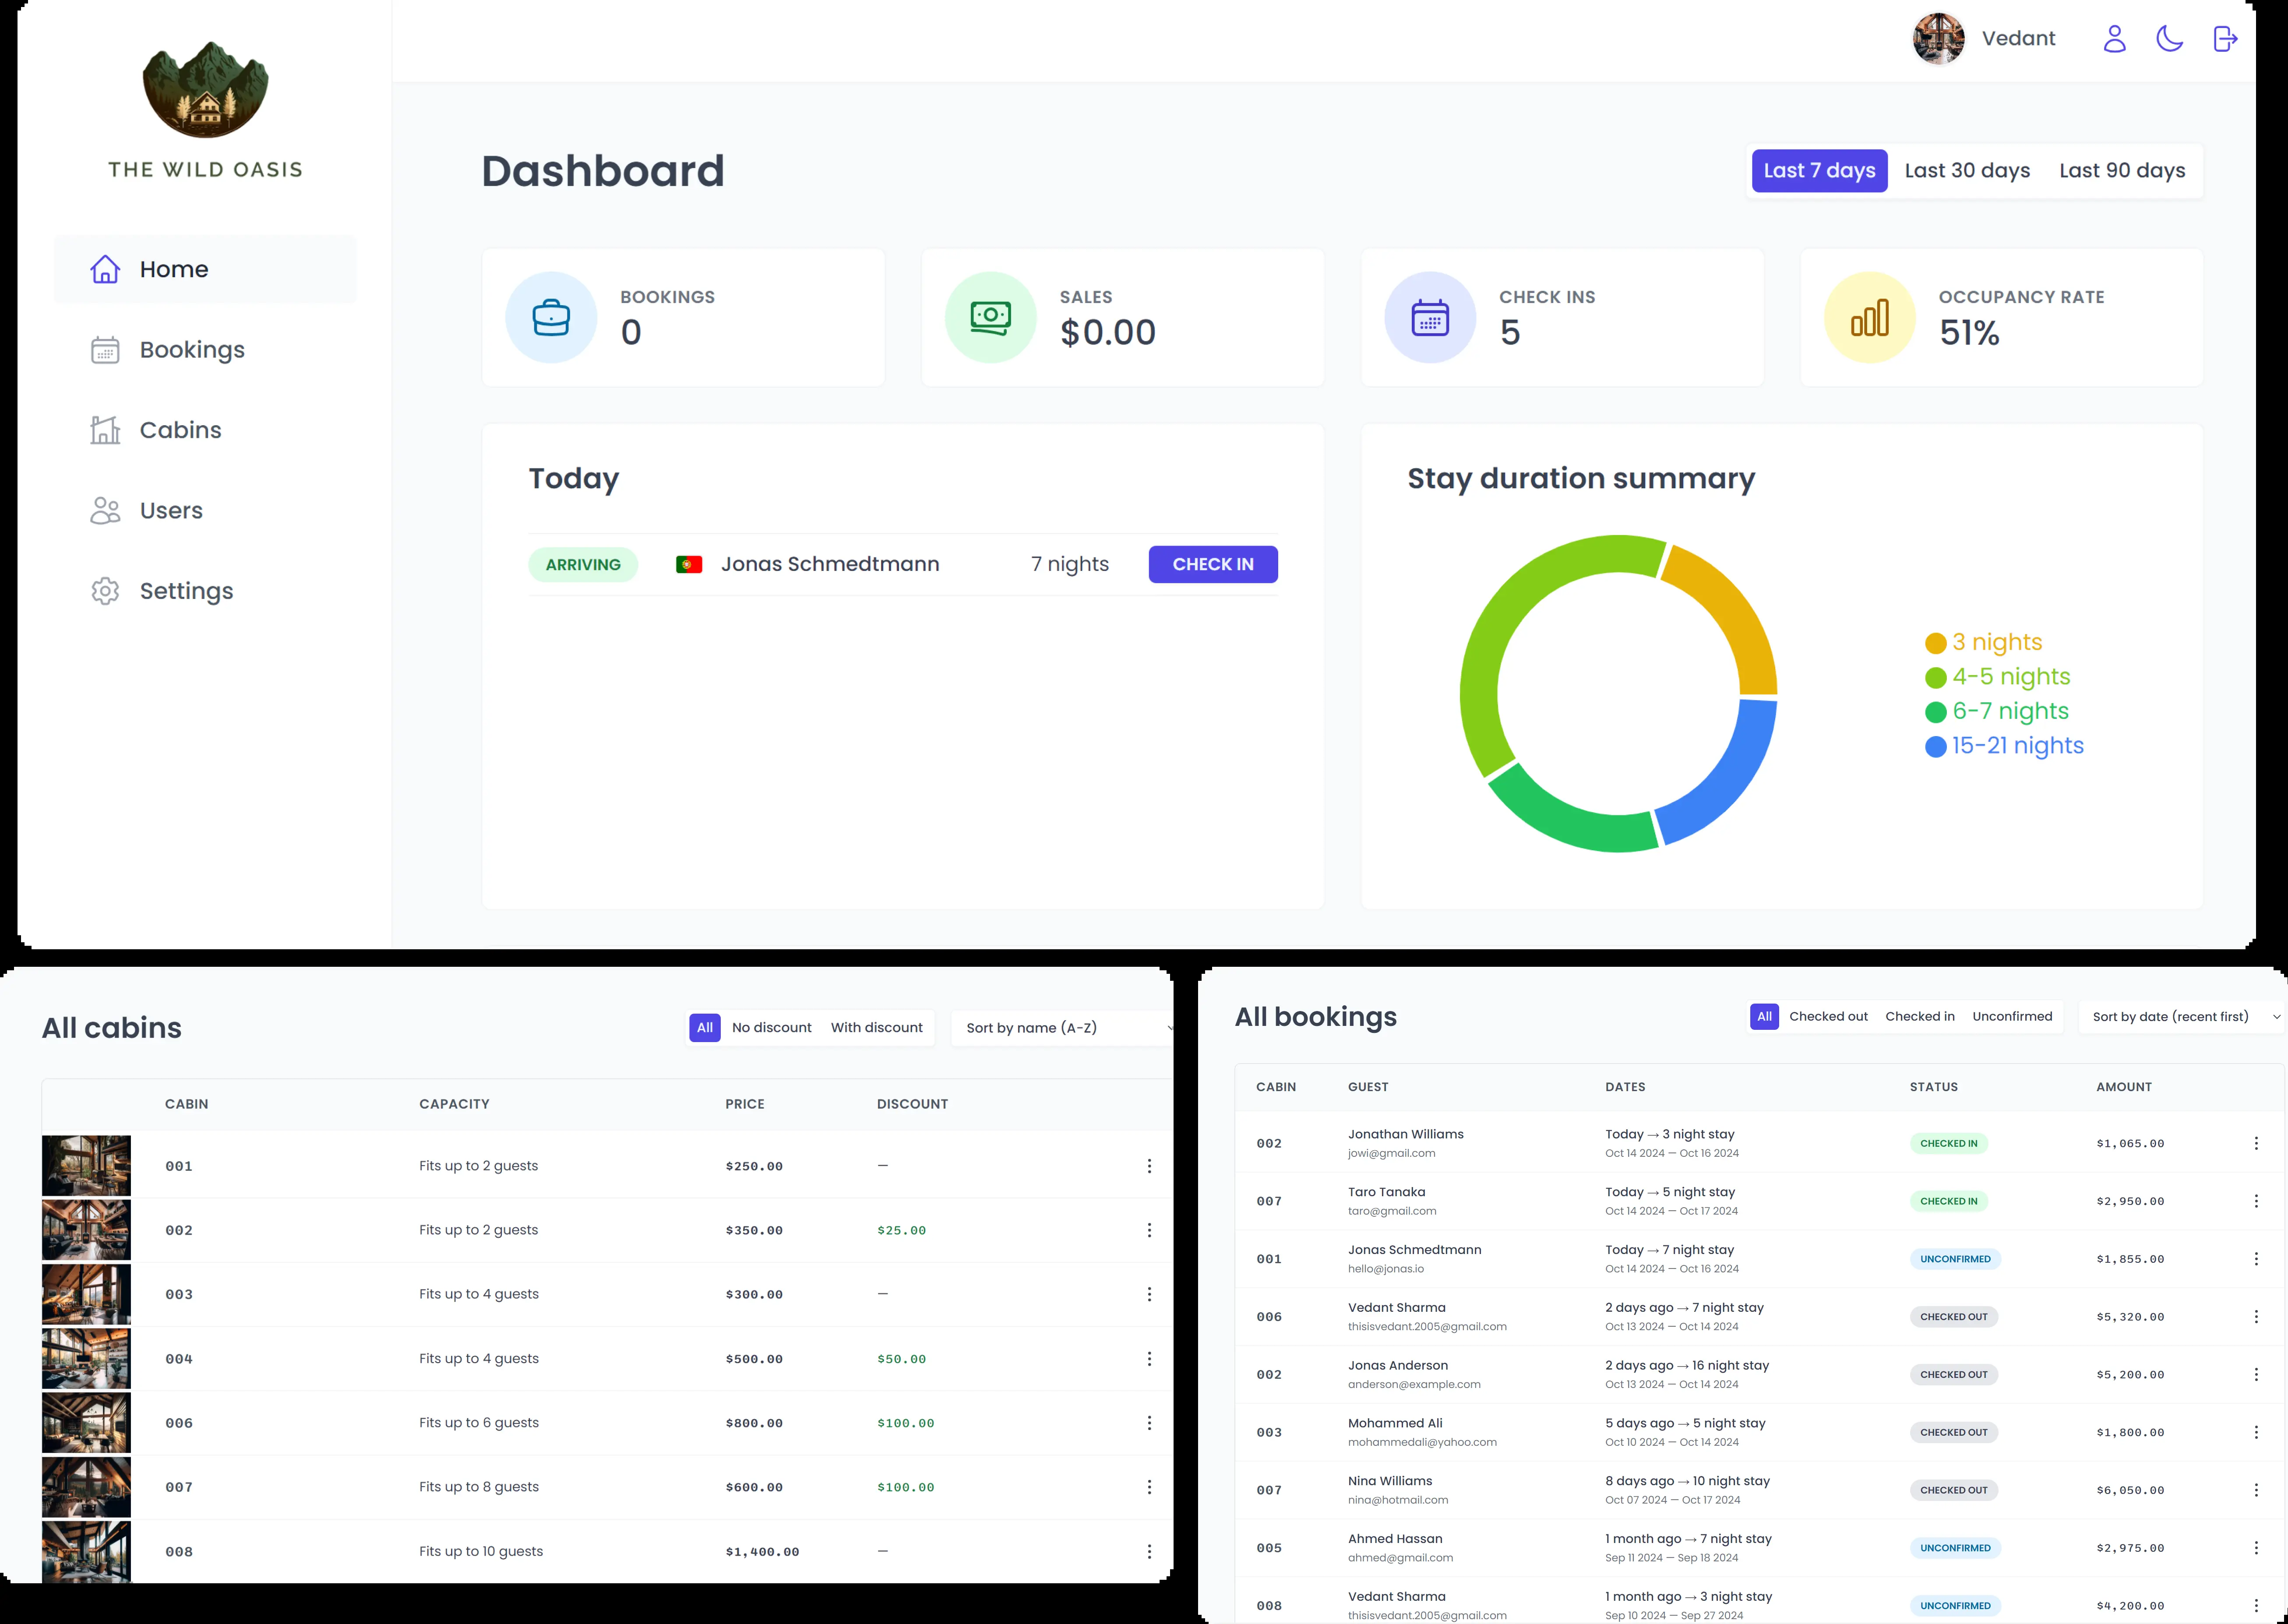 THE WILD OASIS
Home
Bookings
Cabins
Users
Settings
Vedant
Dashboard
Last 7 days Last 30 days Last 90 days
BOOKINGS
0
SALES
$0.00
CHECK INS
5
OCCUPANCY RATE
51%
Today
ARRIVING Jonas Schmedtmann 7 nights CHECK IN
Stay duration summary
3 nights
4-5 nights
6-7 nights
15-21 nights
All cabins
All No discount With discount Sort by name (A-Z)
CABIN CAPACITY PRICE DISCOUNT
001 Fits up to 2 guests $250.00 —
002 Fits up to 2 guests $350.00 $25.00
003 Fits up to 4 guests $300.00 —
004 Fits up to 4 guests $500.00 $50.00
006 Fits up to 6 guests $800.00 $100.00
007 Fits up to 8 guests $600.00 $100.00
008 Fits up to 10 guests $1,400.00 —
All bookings
All Checked out Checked in Unconfirmed Sort by date (recent first)
CABIN GUEST DATES STATUS AMOUNT
002 Jonathan Williams Today → 3 night stay CHECKED IN $1,065.00
jowi@gmail.com Oct 14 2024 — Oct 16 2024
007 Taro Tanaka Today → 5 night stay CHECKED IN $2,950.00
taro@gmail.com Oct 14 2024 — Oct 17 2024
001 Jonas Schmedtmann Today → 7 night stay UNCONFIRMED $1,855.00
hello@jonas.io Oct 14 2024 — Oct 16 2024
006 Vedant Sharma 2 days ago → 7 night stay CHECKED OUT $5,320.00
thisisvedant.2005@gmail.com Oct 13 2024 — Oct 14 2024
002 Jonas Anderson 2 days ago → 16 night stay CHECKED OUT $5,200.00
anderson@example.com Oct 13 2024 — Oct 14 2024
003 Mohammed Ali 5 days ago → 5 night stay CHECKED OUT $1,800.00
mohammedali@yahoo.com Oct 10 2024 — Oct 14 2024
007 Nina Williams 8 days ago → 10 night stay CHECKED OUT $6,050.00
nina@hotmail.com Oct 07 2024 — Oct 17 2024
005 Ahmed Hassan 1 month ago → 7 night stay UNCONFIRMED $2,975.00
ahmed@gmail.com Sep 11 2024 — Sep 18 2024
008 Vedant Sharma 1 month ago → 3 night stay UNCONFIRMED $4,200.00
thisisvedant.2005@gmail.com Sep 10 2024 — Sep 27 2024